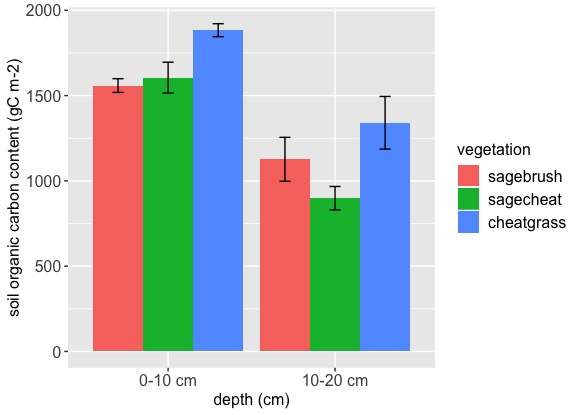 soil organic carbon content (gC m-2)
2000
1500
1000
500
0
0-10 cm
10-20 cm
depth (cm)
vegetation
sagebrush
sagecheat
cheatgrass